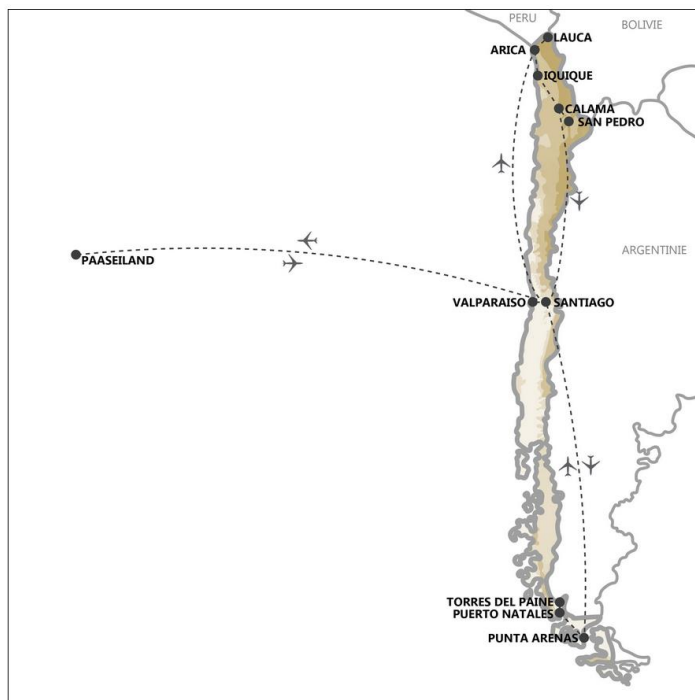 PERU
BOLIVIE
LAUCA
ARICA
IQUIQUE
CALAMA
SAN PEDRO
ARGENTINIE
PAASEILAND
VALPARAISO
SANTIAGO
TORRES DEL PAINE
PUERTO NATALES
PUNTA ARENAS